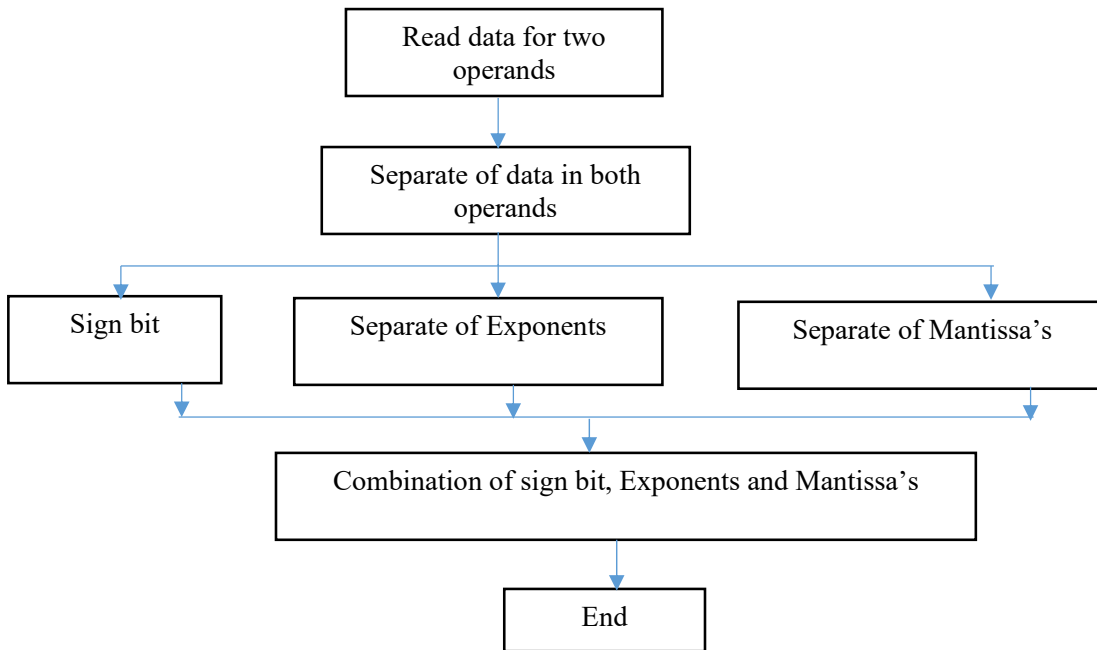 Read data for two
operands
Separate of data in both
operands
Sign bit
Separate of Exponents
Separate of Mantissa’s
Combination of sign bit, Exponents and Mantissa’s
End